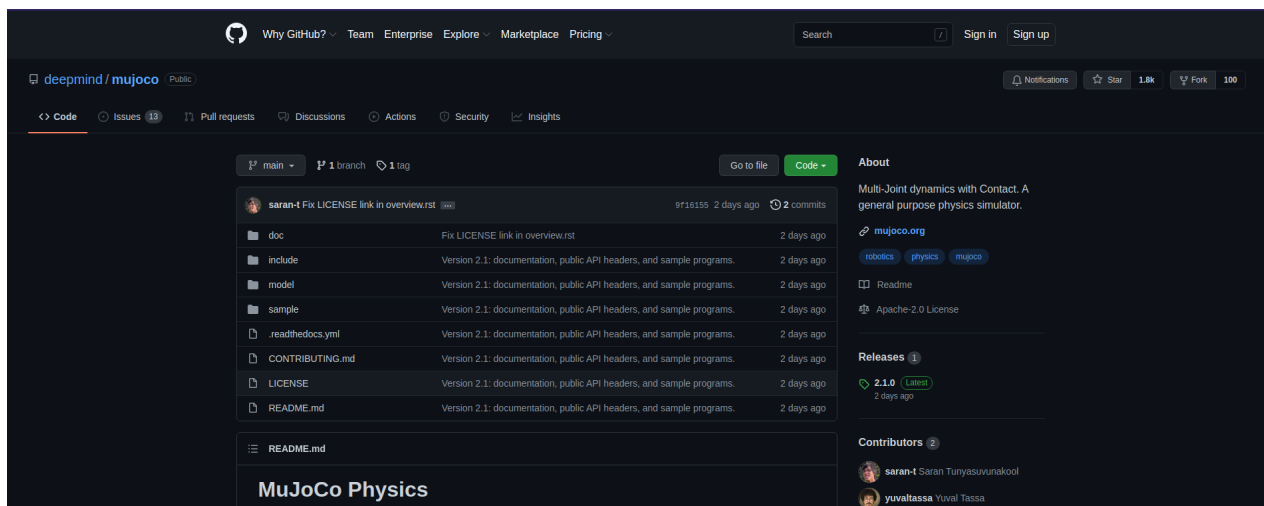 Why GitHub? Team Enterprise Explore Marketplace Pricing Search / Sign in Sign up
deepmind / mujoco Public Notifications Star 1.8k Fork 100
Code Issues 13 Pull requests Discussions Actions Security Insights
main 1 branch 1 tag Go to file Code
saran-t Fix LICENSE link in overview.rst ... 9f16155 2 days ago 2 commits
doc Fix LICENSE link in overview.rst 2 days ago
include Version 2.1: documentation, public API headers, and sample programs. 2 days ago
model Version 2.1: documentation, public API headers, and sample programs. 2 days ago
sample Version 2.1: documentation, public API headers, and sample programs. 2 days ago
.readthedocs.yml Version 2.1: documentation, public API headers, and sample programs. 2 days ago
CONTRIBUTING.md Version 2.1: documentation, public API headers, and sample programs. 2 days ago
LICENSE Version 2.1: documentation, public API headers, and sample programs. 2 days ago
README.md Version 2.1: documentation, public API headers, and sample programs. 2 days ago
README.md
MuJoCo Physics
About
Multi-Joint dynamics with Contact. A
general purpose physics simulator.
mujoco.org
robotics physics mujoco
Readme
Apache-2.0 License
Releases 1
2.1.0 Latest
2 days ago
Contributors 2
saran-t Saran Tunyasuvunakool
yuvaltassa Yuval Tassa